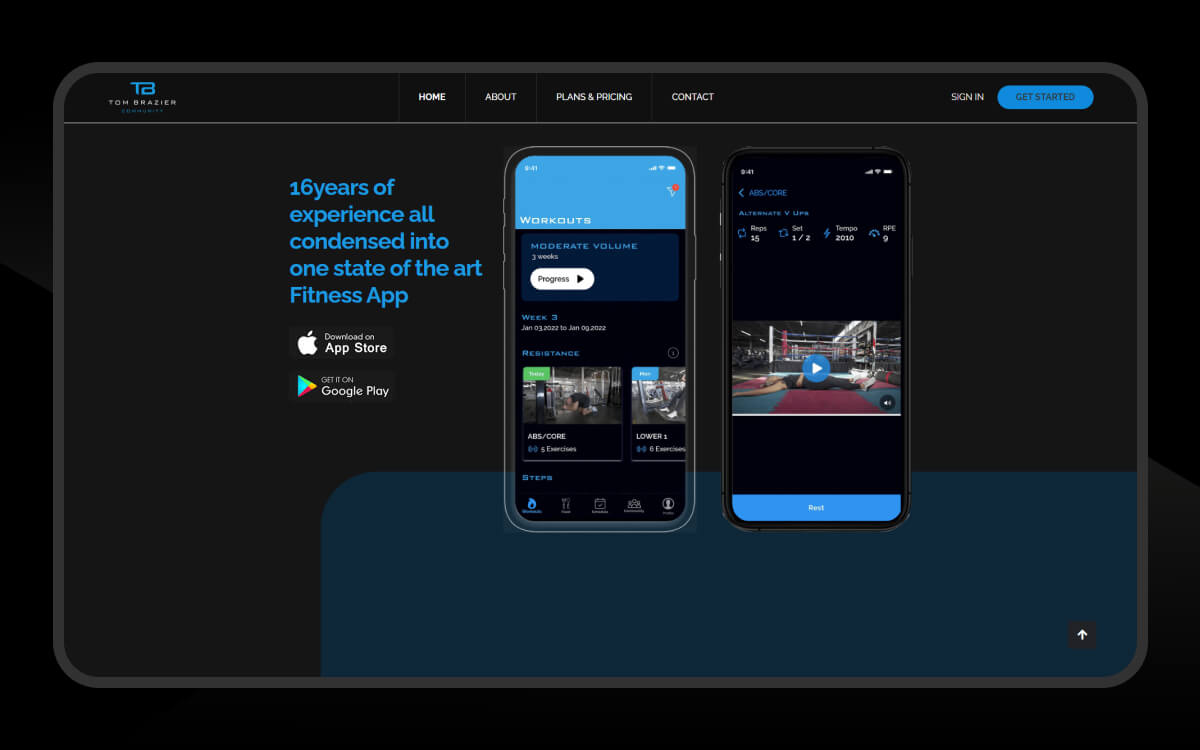 TB
TOM BRAZIER
COMMUNITY
HOME
ABOUT
PLANS & PRICING
CONTACT
SIGN IN
GET STARTED
16years of
experience all
condensed into
one state of the art
Fitness App
Download on
App Store
GET IT ON
Google Play
9:41
WORKOUTS
MODERATE VOLUME
3 weeks
Progress
WEEK 3
Jan 03,2022 to Jan 09,2022
RESISTANCE
Today
ABS/CORE
5 Exercises
Mon
LOWER 1
6 Exercises
STEPS
Workouts
Food
Schedule
Community
Profile
9:41
ABS/CORE
ALTERNATE V UPS
Reps
15
Set
1 / 2
Tempo
2010
RPE
9
Rest